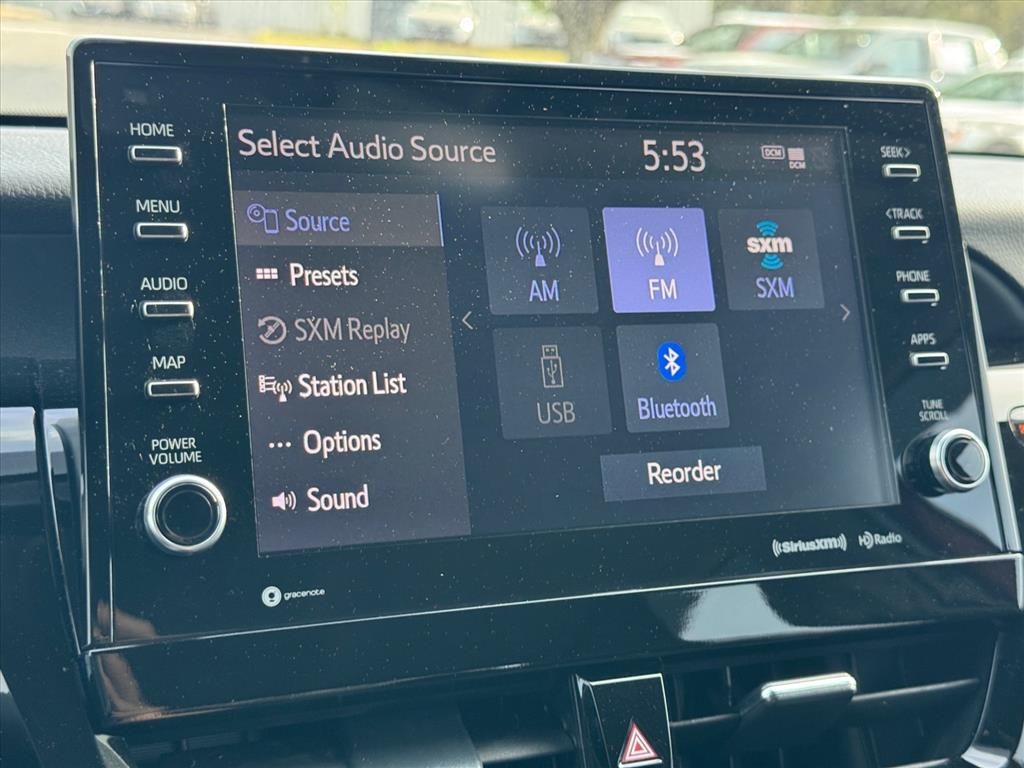 HOME
MENU
AUDIO
MAP
POWER
VOLUME
Select Audio Source
5:53
DCM
DCM
Source
Presets
SXM Replay
Station List
Options
Sound
AM
FM
sxm
SXM
USB
Bluetooth
Reorder
SEEK>
<TRACK
PHONE
APPS
TUNE
SCROLL
gracenote
((SiriusXM))
HD Radio